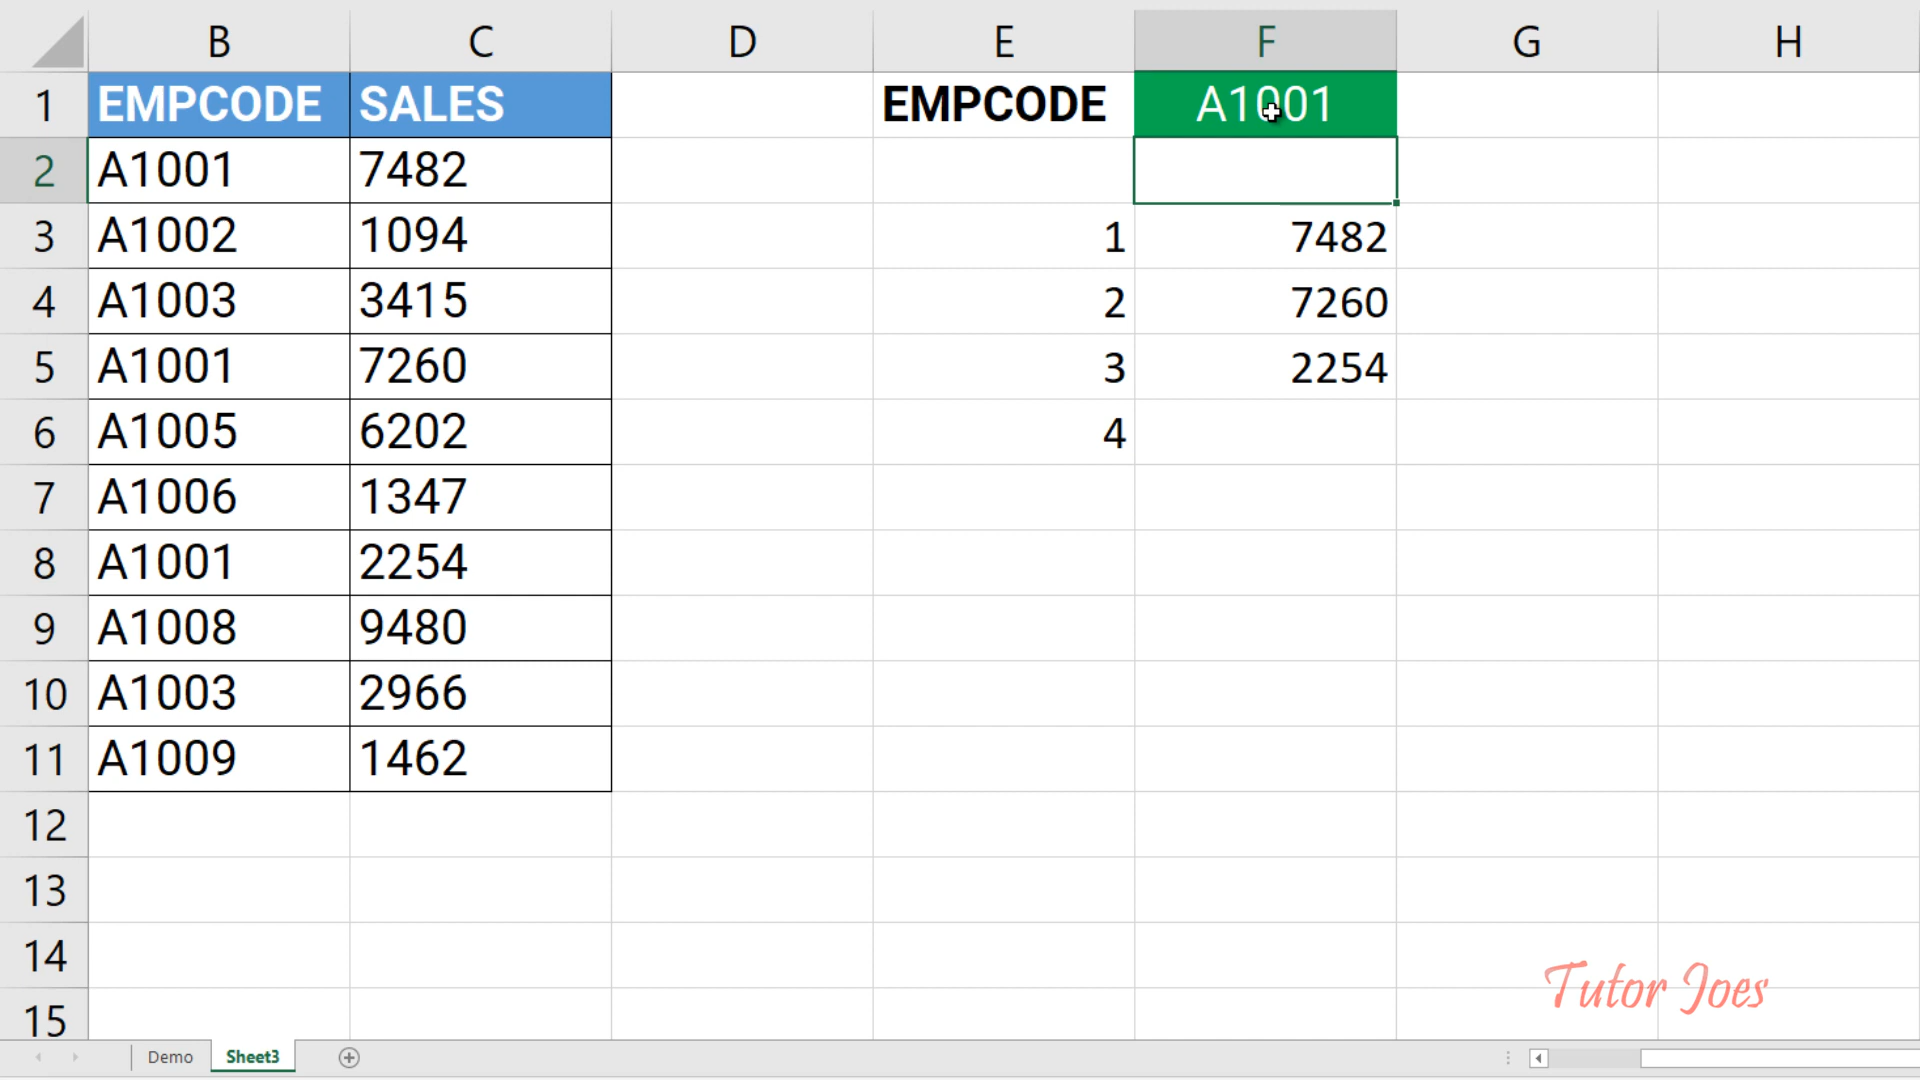 B C D E F G H
1 EMPCODE SALES EMPCODE A1001
2 A1001 7482
3 A1002 1094 1 7482
4 A1003 3415 2 7260
5 A1001 7260 3 2254
6 A1005 6202 4
7 A1006 1347
8 A1001 2254
9 A1008 9480
10 A1003 2966
11 A1009 1462
12
13
14
Tutor Joes
15
Demo Sheet3